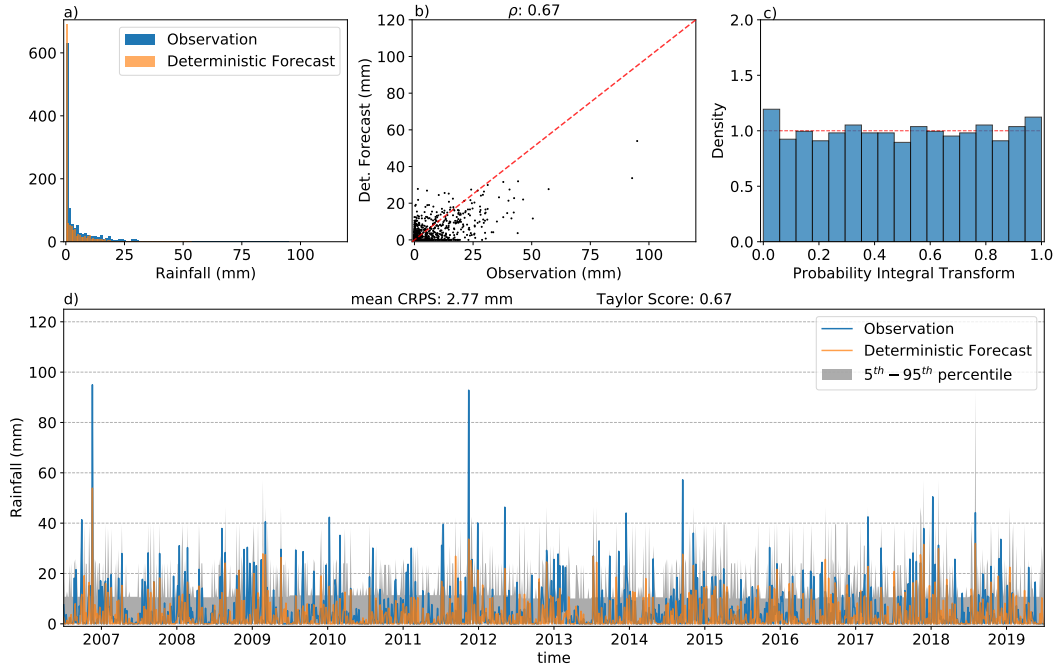 a)
600
400
200
0
0
25
50
75
100
Rainfall (mm)
Observation
Deterministic Forecast
b)
ρ: 0.67
Det. Forecast (mm)
120
100
80
60
40
20
0
0
25
50
75
100
Observation (mm)
c)
Density
2.0
1.5
1.0
0.5
0.0
0.0
0.2
0.4
0.6
0.8
1.0
Probability Integral Transform
d)
mean CRPS: 2.77 mm
Taylor Score: 0.67
Rainfall (mm)
120
100
80
60
40
20
0
Observation
Deterministic Forecast
5th − 95th percentile
2007
2008
2009
2010
2011
2012
2013
2014
2015
2016
2017
2018
2019
time